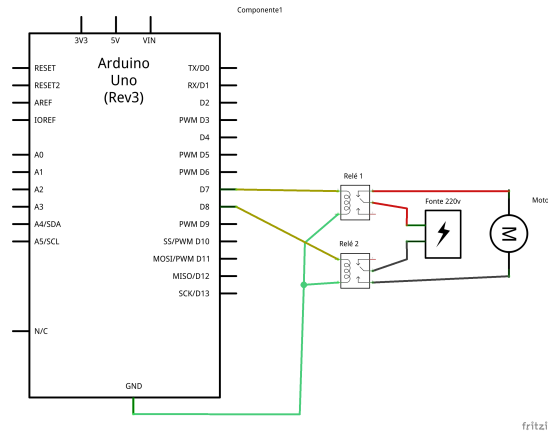 Componente1
3V3 5V VIN
Arduino
Uno
(Rev3)
RESET
RESET2
AREF
IOREF
A0
A1
A2
A3
A4/SDA
A5/SCL
N/C
TX/D0
RX/D1
D2
PWM D3
D4
PWM D5
PWM D6
D7
D8
PWM D9
SS/PWM D10
MOSI/PWM D11
MISO/D12
SCK/D13
GND
Relé 1
Relé 2
Fonte 220v
Moto
M
fritzi